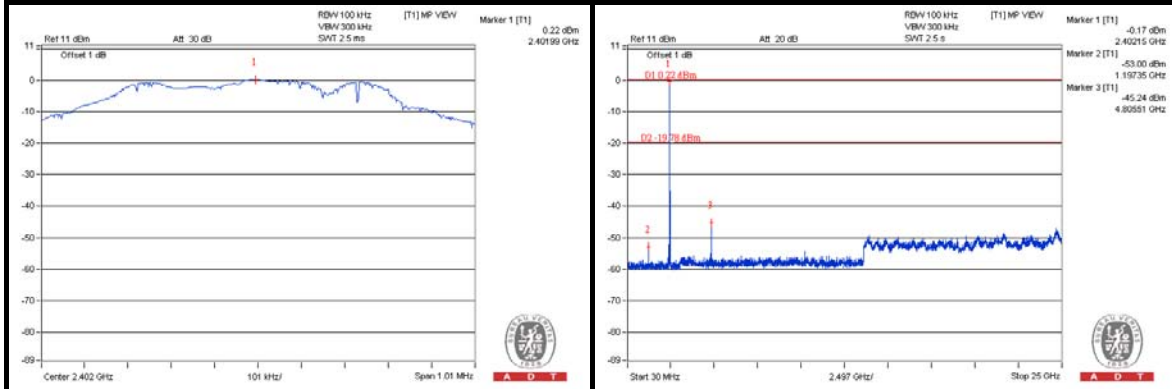 RBW 100 kHz [T1] MP VIEW
VBW 300 kHz
Ref 11 dBm Att 30 dB SWT 2.5 ms
Marker 1 [T1]
0.22 dBm
2.40199 GHz
Offset 1 dB
1
11
0
-10
-20
-30
-40
-50
-60
-70
-80
-89
Center 2.402 GHz 101 kHz/ Span 1.01 MHz
BUREAU VERITAS
1828
A D T
RBW 100 kHz [T1] MP VIEW
VBW 300 kHz
Ref 11 dBm Att 20 dB SWT 2.5 s
Marker 1 [T1]
-0.17 dBm
2.40215 GHz
Marker 2 [T1]
-53.00 dBm
1.19735 GHz
Marker 3 [T1]
-45.24 dBm
4.80551 GHz
Offset 1 dB
1
D1 0.22 dBm
D2 -19.78 dBm
2
3
11
0
-10
-20
-30
-40
-50
-60
-70
-80
-89
Start 30 MHz 2.497 GHz/ Stop 25 GHz
BUREAU VERITAS
1828
A D T